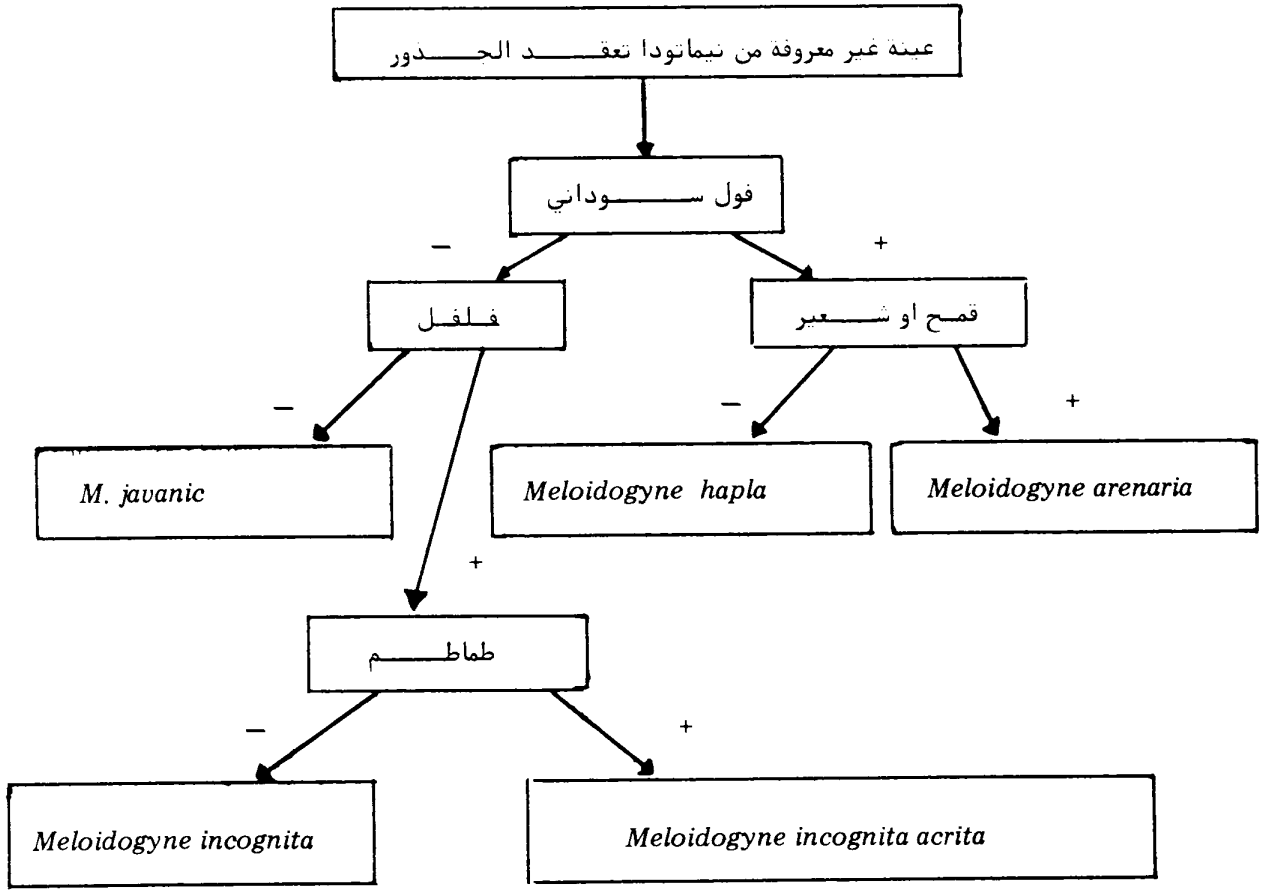 عينة غير معروفة من نيماتودا تعقد الجذور
فول سوداني
− +
فلفل
قمح او شعير
− − +
M. javanic
Meloidogyne hapla
Meloidogyne arenaria
+
طماطم
− +
Meloidogyne incognita
Meloidogyne incognita acrita